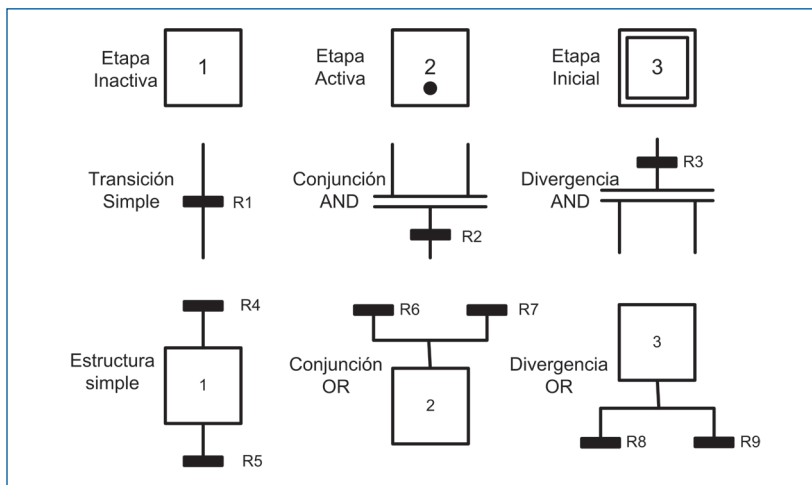 Etapa
Inactiva
1
Etapa
Activa
2
Etapa
Inicial
3
Transición
Simple
R1
Conjunción
AND
R2
Divergencia
AND
R3
Estructura
simple
R4
1
R5
Conjunción
OR
R6
R7
2
Divergencia
OR
3
R8
R9